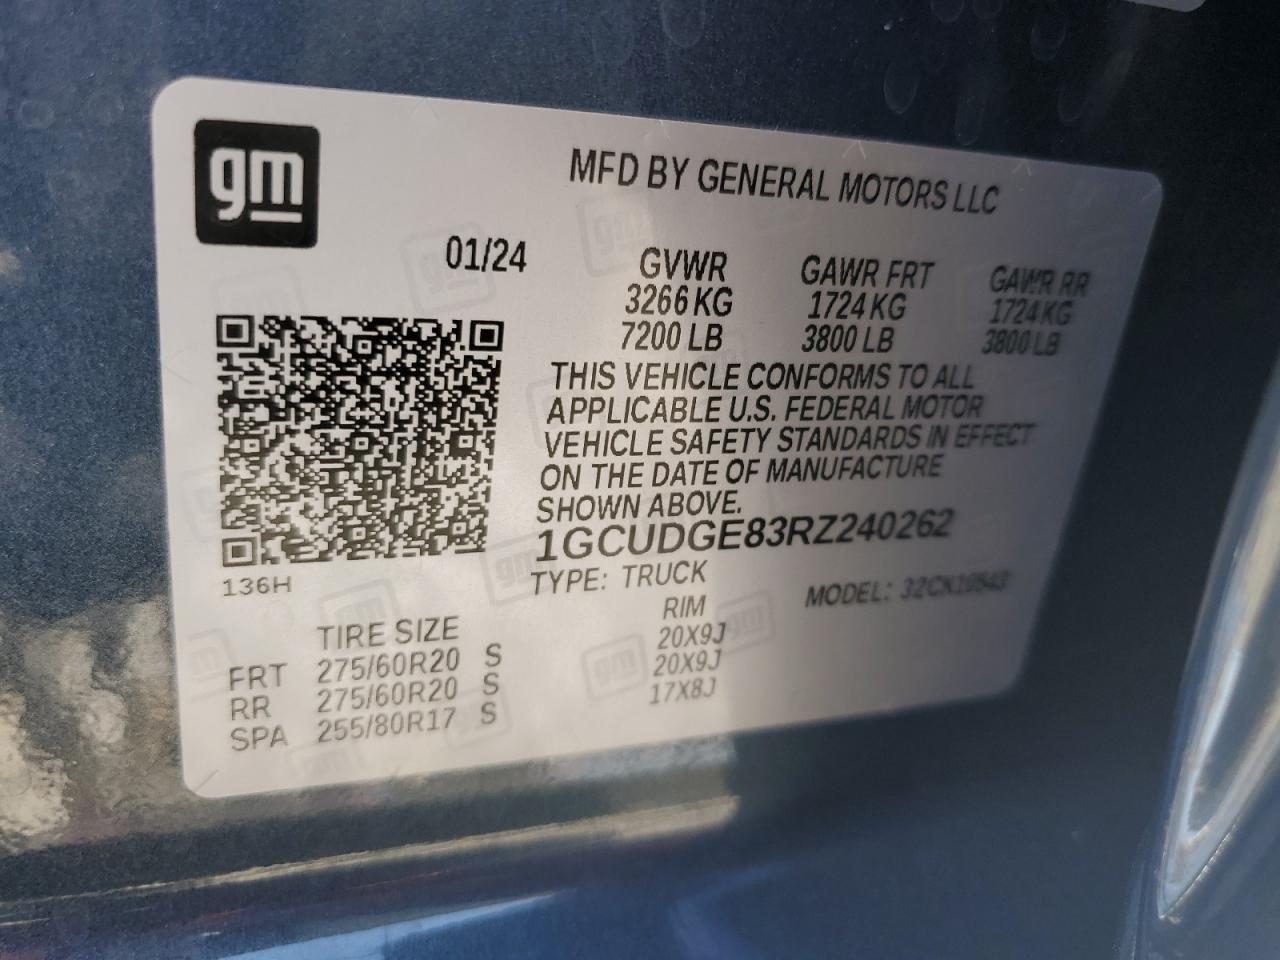 gm
MFD BY GENERAL MOTORS LLC
01/24
GVWR GAWR FRT GAWR RR
3266 KG 1724 KG 1724 KG
7200 LB 3800 LB 3800 LB
THIS VEHICLE CONFORMS TO ALL
APPLICABLE U.S. FEDERAL MOTOR
VEHICLE SAFETY STANDARDS IN EFFECT
ON THE DATE OF MANUFACTURE
SHOWN ABOVE.
1GCUDGE83RZ240262
136H
TYPE: TRUCK MODEL:
TIRE SIZE RIM
FRT 275/60R20 S 20X9J
RR 275/60R20 S 20X9J
SPA 255/80R17 S 17X8J